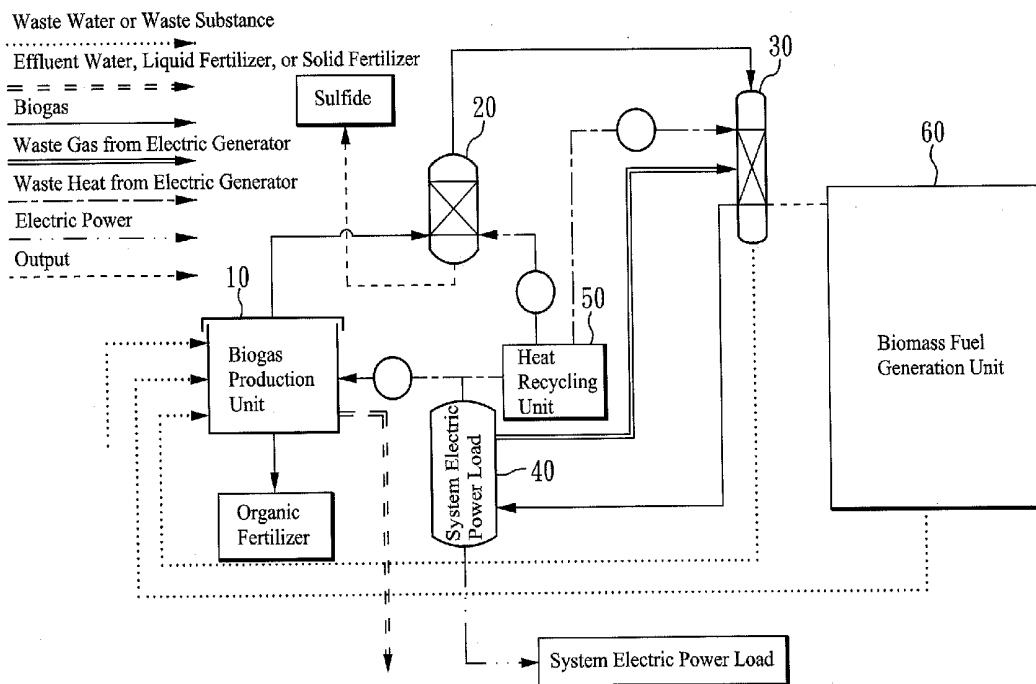 Waste Water or Waste Substance
Effluent Water, Liquid Fertilizer, or Solid Fertilizer
Biogas
Waste Gas from Electric Generator
Waste Heat from Electric Generator
Electric Power
Output
Sulfide
20
30
60
10
Biogas
Production
Unit
50
Heat
Recycling
Unit
Biomass Fuel
Generation Unit
System Electric
Power Load
40
Organic
Fertilizer
System Electric Power Load